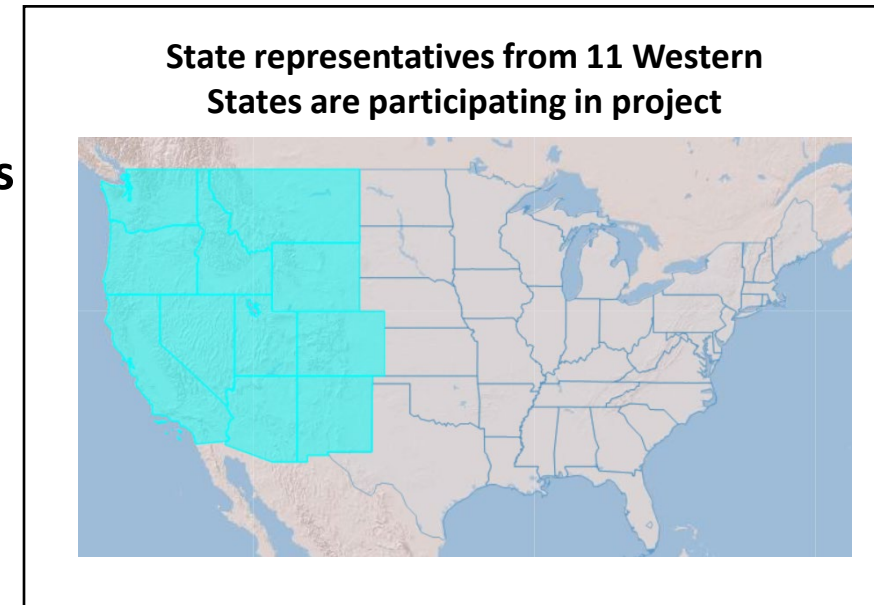 State representatives from 11 Western
States are participating in project
s